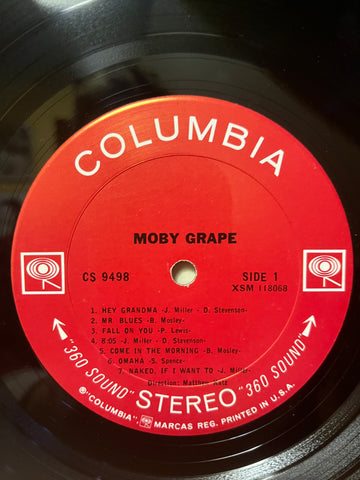 COLUMBIA
MOBY GRAPE
CS 9498
SIDE 1
XSM 118068
1. HEY GRANDMA -J. Miller - D. Stevenson-
2. MR. BLUES -B. Mosley-
3. FALL ON YOU -P. Lewis-
4. 8:05 -J. Miller - D. Stevenson-
5. COME IN THE MORNING -B. Mosley-
6. OMAHA -S. Spence-
7. NAKED, IF I WANT TO -J. Miller-
Direction: Matthew Katz
"360 SOUND" STEREO "360 SOUND"
® "COLUMBIA", MARCAS REG. PRINTED IN U.S.A.